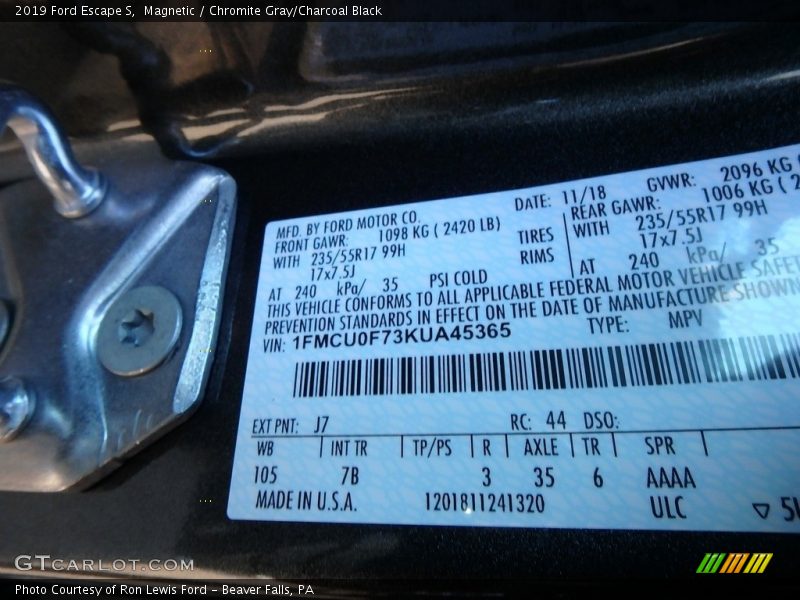 2019 Ford Escape S, Magnetic / Chromite Gray/Charcoal Black
MFD. BY FORD MOTOR CO.
DATE: 11/18 GVWR: 2096 KG (
FRONT GAWR: 1098 KG ( 2420 LB)
REAR GAWR: 1006 KG ( 2
WITH 235/55R17 99H TIRES
WITH 235/55R17 99H
17x7.5J RIMS
17x7.5J
AT 240 kPa/ 35 PSI COLD
AT 240 kPa/ 35
THIS VEHICLE CONFORMS TO ALL APPLICABLE FEDERAL MOTOR VEHICLE SAFETY
PREVENTION STANDARDS IN EFFECT ON THE DATE OF MANUFACTURE SHOWN
VIN: 1FMCU0F73KUA45365
TYPE: MPV
EXT PNT: J7 RC: 44 DSO:
WB INT TR TP/PS R AXLE TR SPR
105 7B 3 35 6 AAAA
MADE IN U.S.A. 1201811241320 ULC
GTCARLOT.COM
Photo Courtesy of Ron Lewis Ford - Beaver Falls, PA